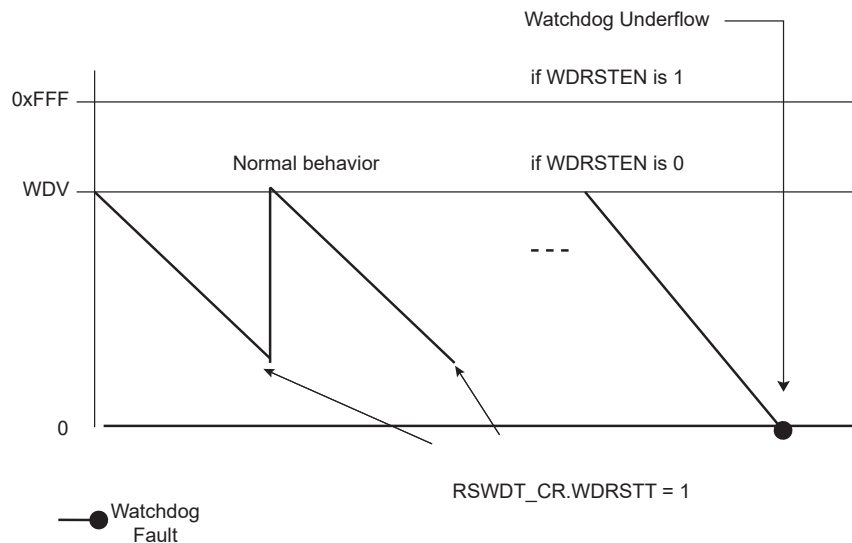 Watchdog Underflow
if WDRSTEN is 1
0xFFF
Normal behavior
if WDRSTEN is 0
WDV
0
RSWDT_CR.WDRSTT = 1
Watchdog
Fault